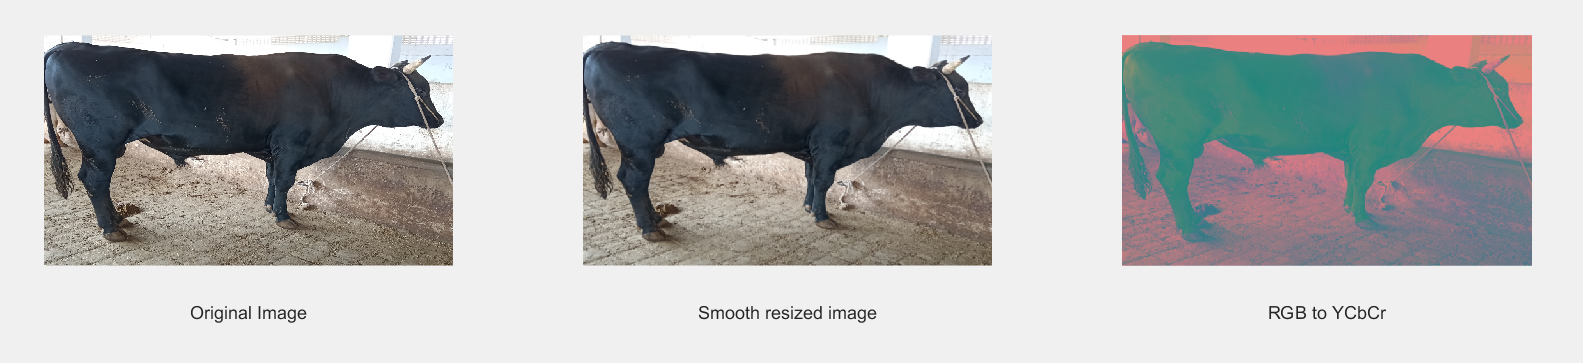 Original Image
Smooth resized image
RGB to YCbCr